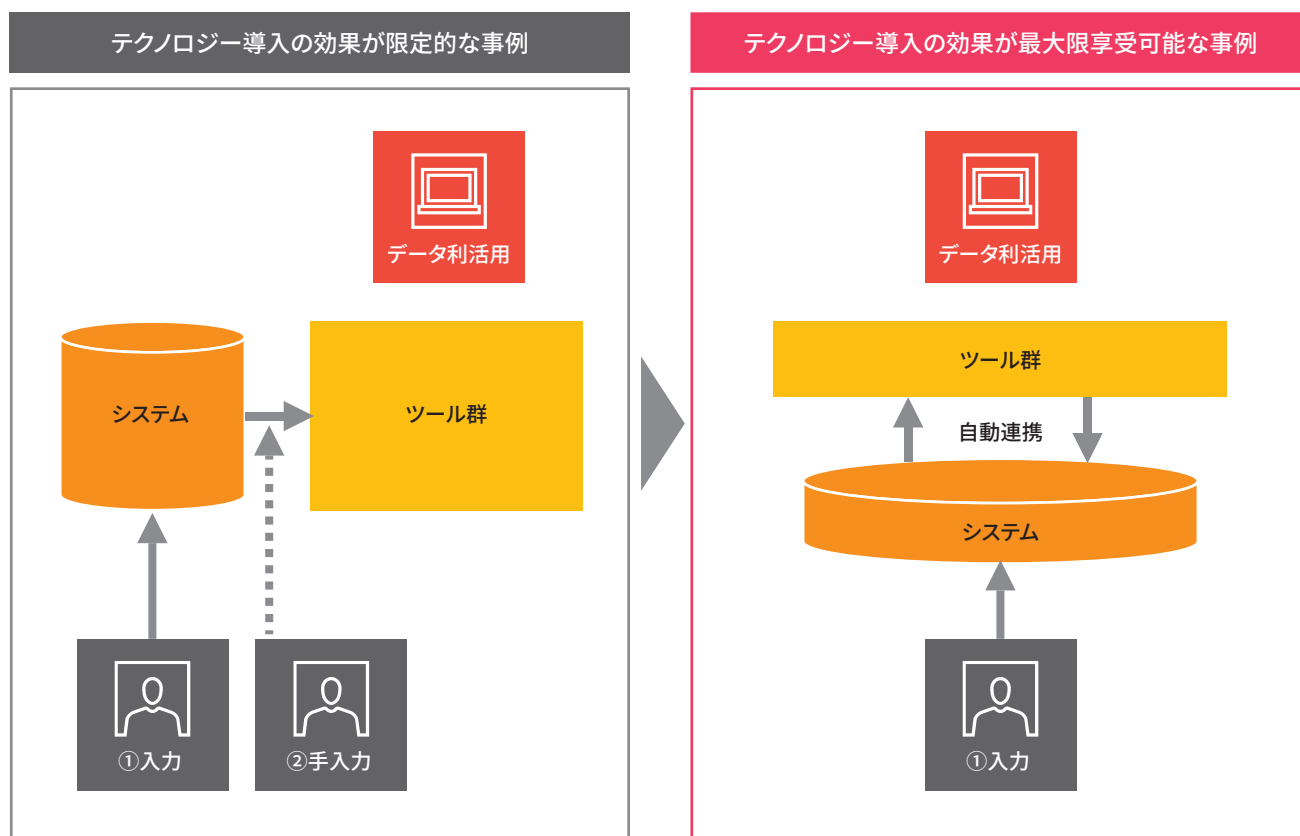 テクノロジー導入の効果が限定的な事例
データ利活用
システム
ツール群
①入力
②手入力
テクノロジー導入の効果が最大限享受可能な事例
データ利活用
ツール群
自動連携
システム
①入力